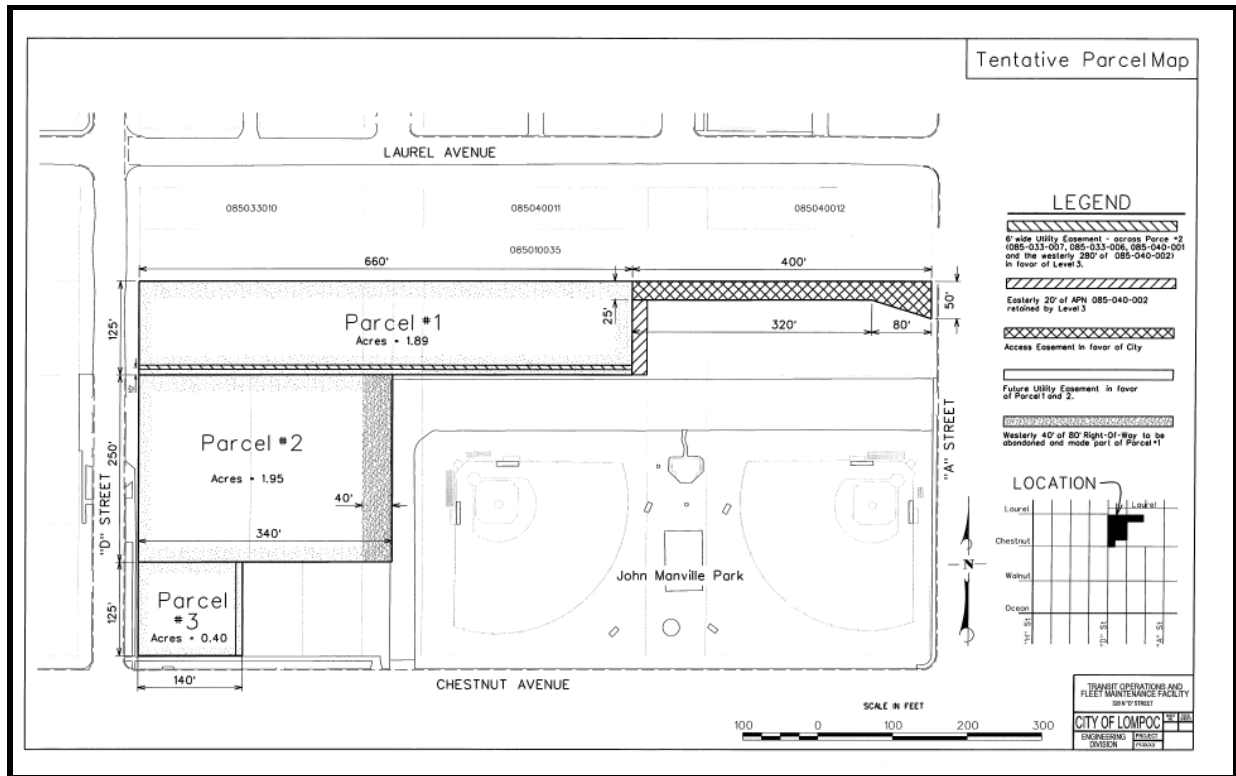 Tentative Parcel Map
LAUREL AVENUE
085033010
085040011
085040012
085010035
660'
400'
125'
Parcel #1
Acres = 1.89
25'
50'
320'
80'
10'
250'
Parcel #2
Acres = 1.95
40'
340'
"D" STREET
"A" STREET
125'
Parcel
#3
Acres = 0.40
140'
John Manville Park
CHESTNUT AVENUE
LEGEND
6' wide Utility Easement - across Parce #2
(085-033-007, 085-033-006, 085-040-001
and the westerly 280' of 085-040-002)
in favor of Level 3.
Easterly 20' of APN 085-040-002
retained by Level 3
Access Easement in favor of City
Future Utility Easement in favor
of Parcel 1 and 2.
Westerly 40' of 80' Right-Of-Way to be
abandoned and made part of Parcel #1
LOCATION
Laurel
Laurel
Chestnut
Walnut
Ocean
"H" St
"D" St
"A" St
N
SCALE IN FEET
100 0 100 200 300
TRANSIT OPERATIONS AND
FLEET MAINTENANCE FACILITY
320 N "D" STREET
CITY OF LOMPOC
ENGINEERING
DIVISION
PROJECT